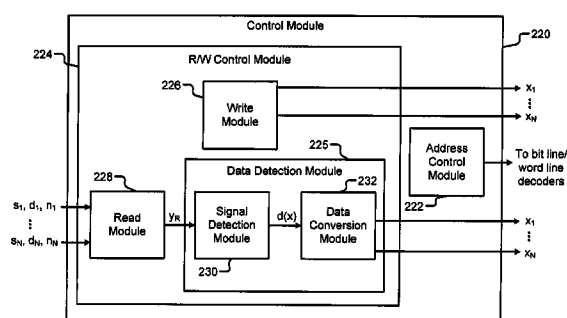 Control Module
224
220
R/W Control Module
226
Write Module
x1
⋮
xN
225
Data Detection Module
Address Control Module
222
To bit line/ word line decoders
228
232
s1, d1, n1
⋮
sN, dN, nN
Read Module
yR
Signal Detection Module
230
d(x)
Data Conversion Module
x1
⋮
xN